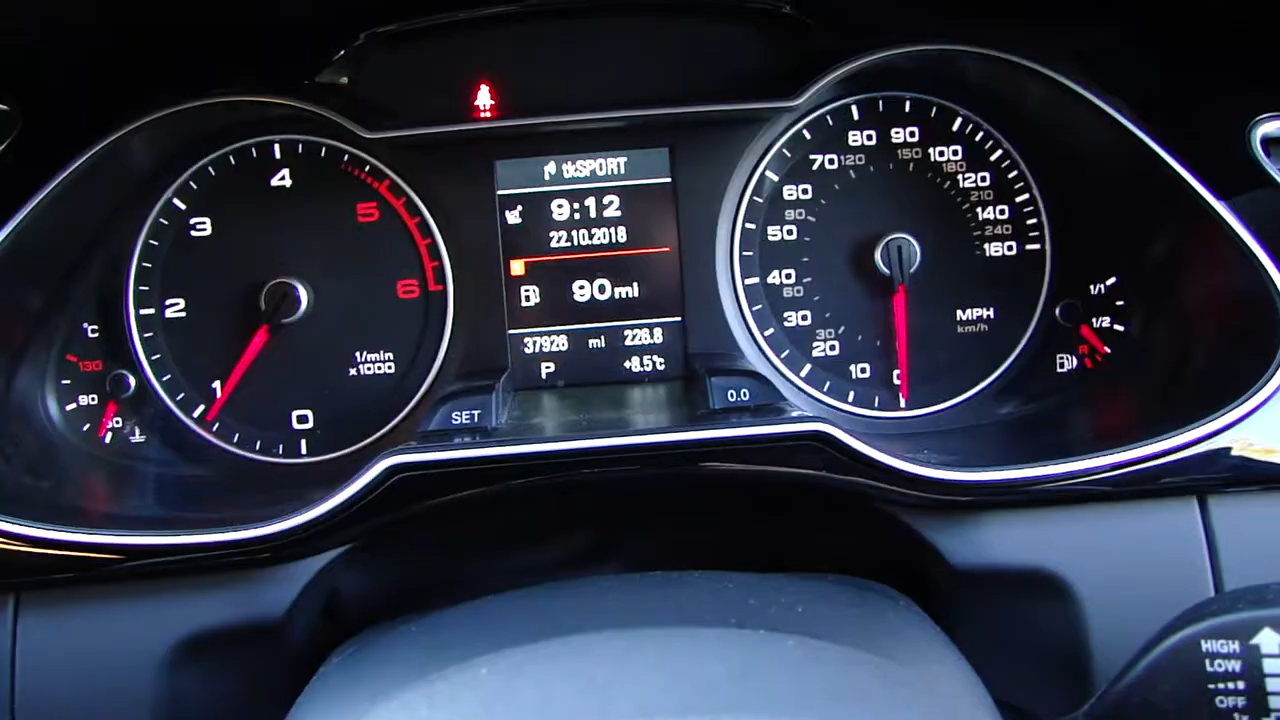 tkSPORT
9:12
22.10.2018
90 mi
37926 mi 226.8
P +8.5°C
SET
0.0
0
1
2
3
4
5
6
1/min
x1000
°C
130
90
0
10
20
30
40
50
60
70
80
90
100
120
140
160
30
60
90
120
150
180
210
240
MPH
km/h
1/1
1/2
R
HIGH
LOW
OFF
1x